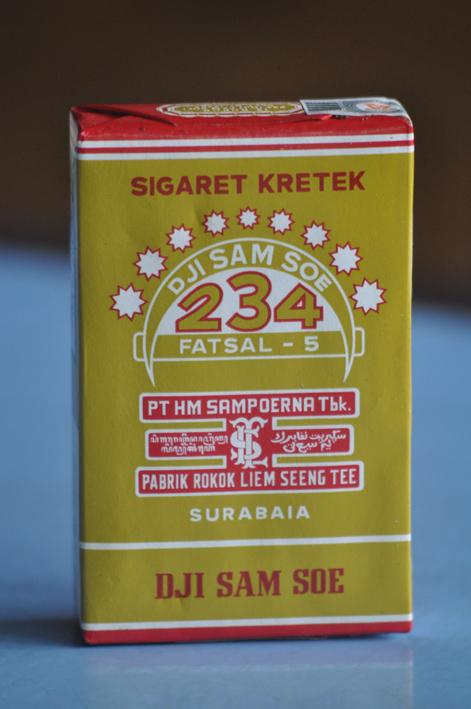 SIGARET KRETEK
DJI SAM SOE
234
FATSAL - 5
PT HM SAMPOERNA Tbk.
PABRIK ROKOK LIEM SEENG TEE
SURABAIA
DJI SAM SOE